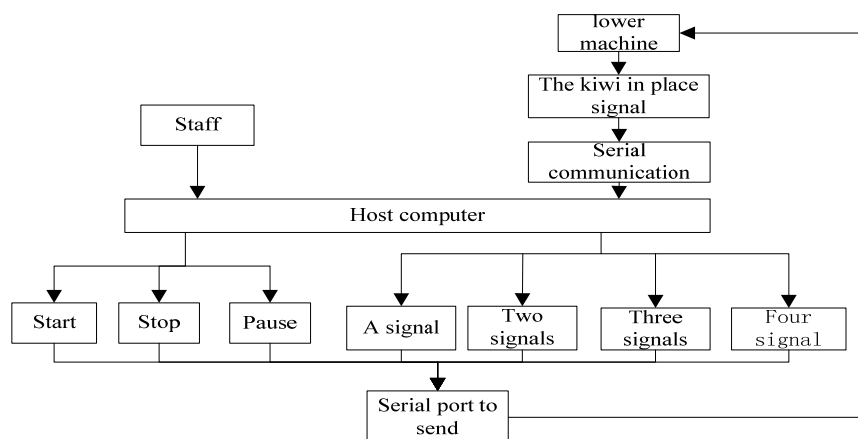 lower
machine
The kiwi in place
signal
Staff
Serial
communication
Host computer
Start
Stop
Pause
A signal
Two
signals
Three
signals
Four
signal
Serial port to
send